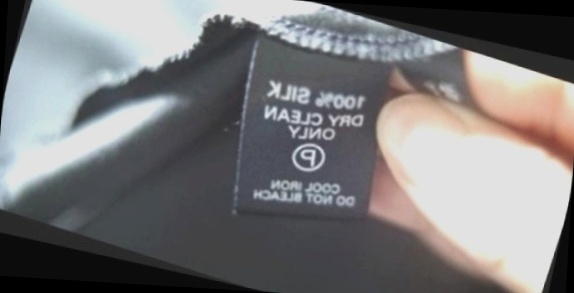 100% SILK
DRY CLEAN
ONLY
P
COOL IRON
DO NOT BLEACH